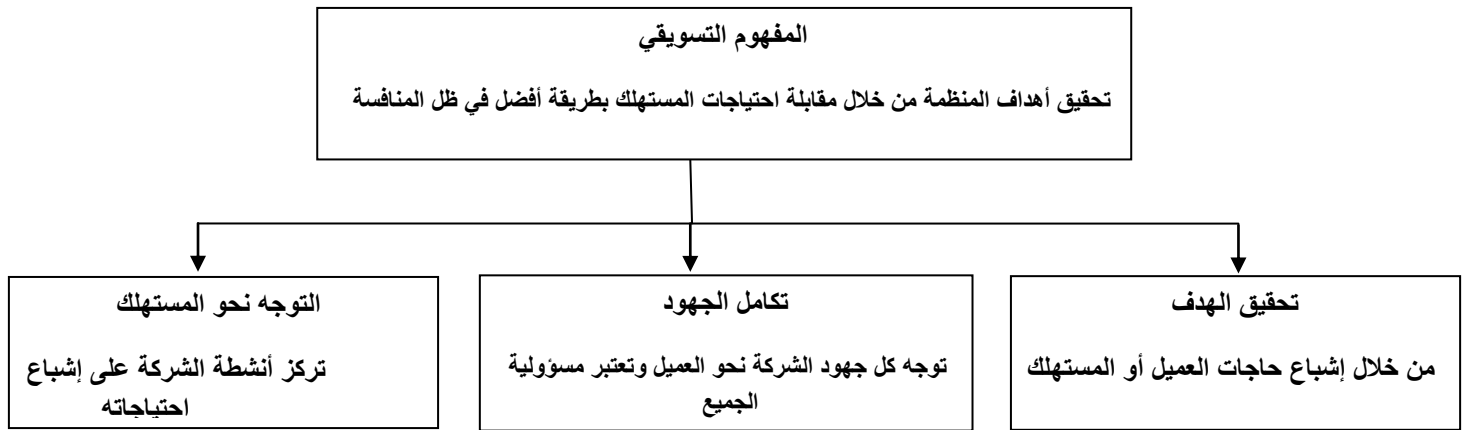 المفهوم التسويقي
تحقيق أهداف المنظمة من خلال مقابلة احتياجات المستهلك بطريقة أفضل في ظل المنافسة
تحقيق الهدف
من خلال إشباع حاجات العميل أو المستهلك
تكامل الجهود
توجه كل جهود الشركة نحو العميل وتعتبر مسؤولية
الجميع
التوجه نحو المستهلك
تركز أنشطة الشركة على إشباع
احتياجاته